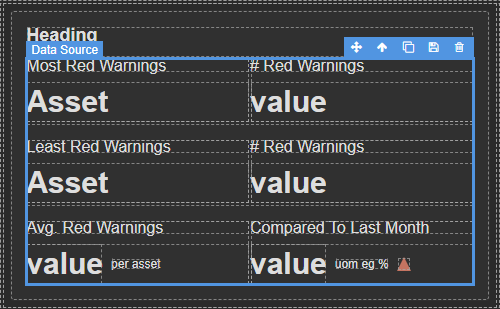 Heading
Data Source
Most Red Warnings # Red Warnings
Asset value
Least Red Warnings # Red Warnings
Asset value
Avg. Red Warnings Compared To Last Month
value per asset value uom eg %